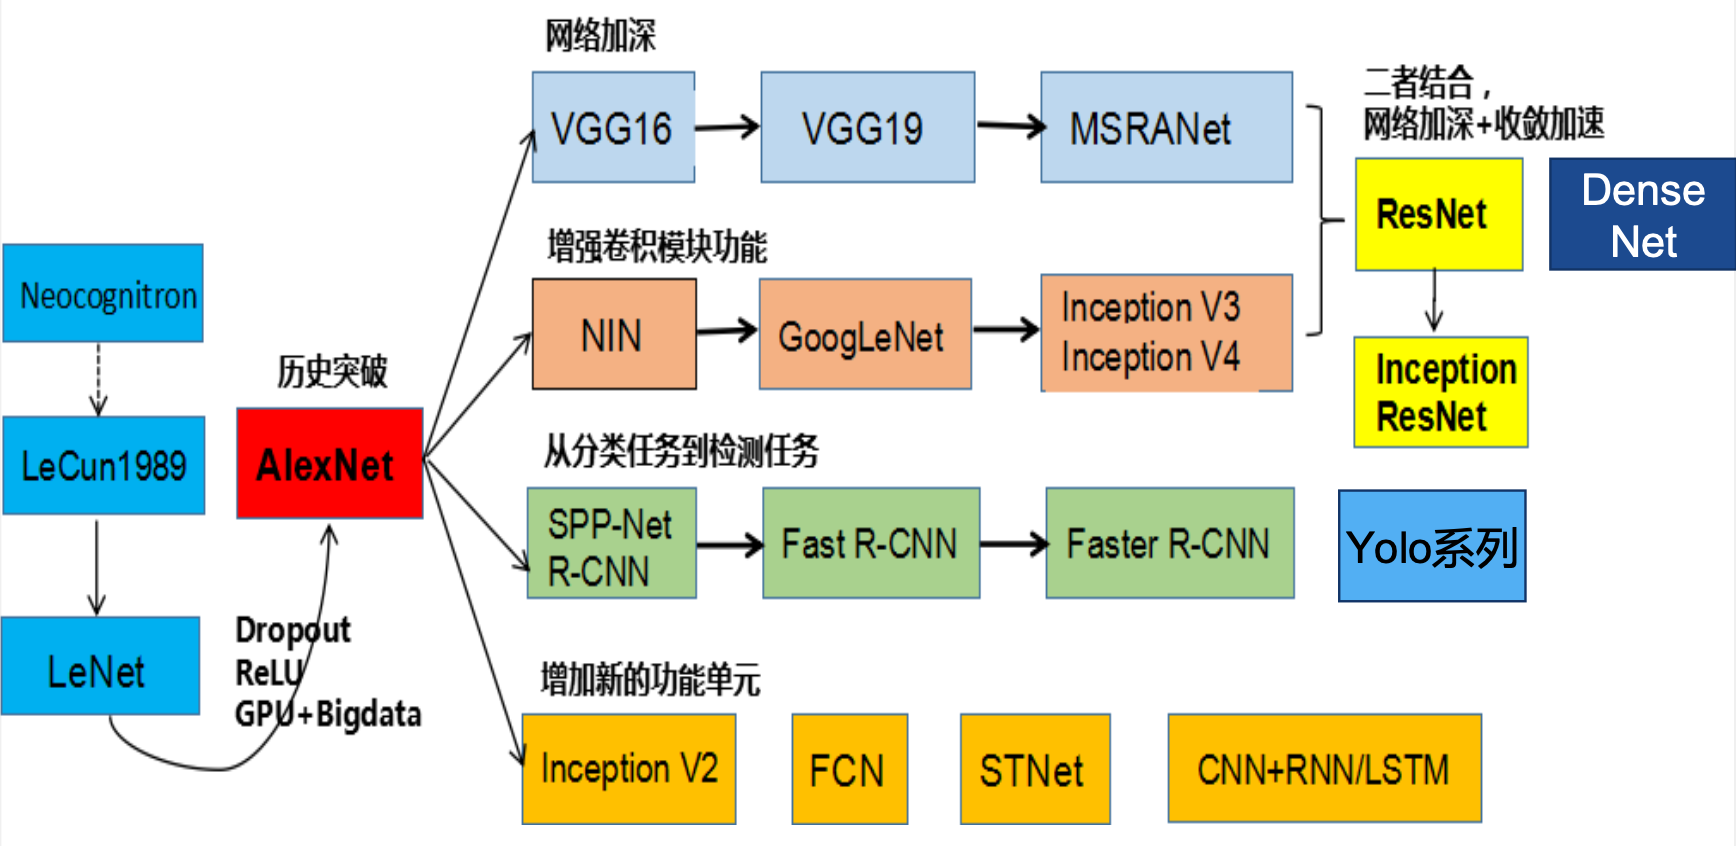 网络加深
VGG16
VGG19
MSRANet
二者结合，
网络加深+收敛加速
ResNet
Dense
Net
Inception
ResNet
增强卷积模块功能
NIN
GoogLeNet
Inception V3
Inception V4
Neocognitron
LeCun1989
LeNet
历史突破
AlexNet
Dropout
ReLU
GPU+Bigdata
从分类任务到检测任务
SPP-Net
R-CNN
Fast R-CNN
Faster R-CNN
Yolo系列
增加新的功能单元
Inception V2
FCN
STNet
CNN+RNN/LSTM